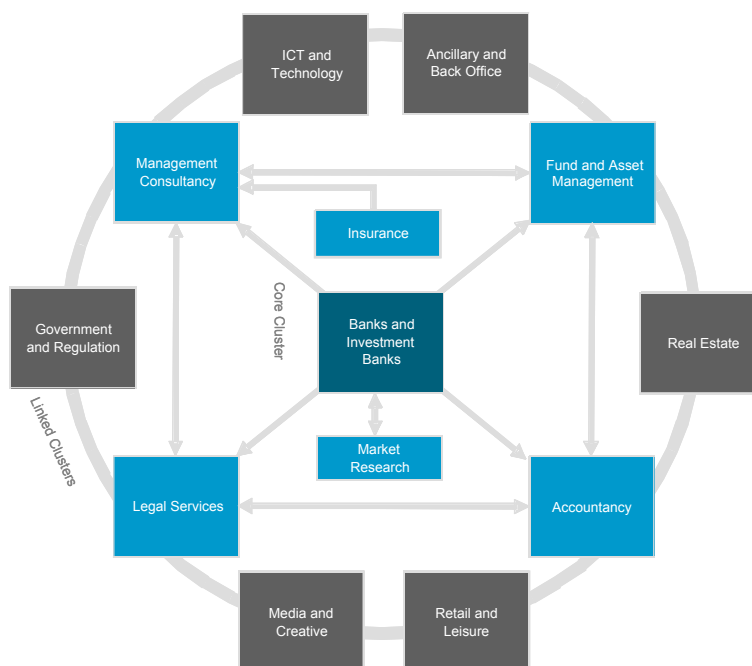 ICT and
Technology
Ancillary and
Back Office
Management
Consultancy
Fund and Asset
Management
Insurance
Core Cluster
Government
and Regulation
Banks and
Investment
Banks
Real Estate
Linked Clusters
Market
Research
Legal Services
Accountancy
Media and
Creative
Retail and
Leisure